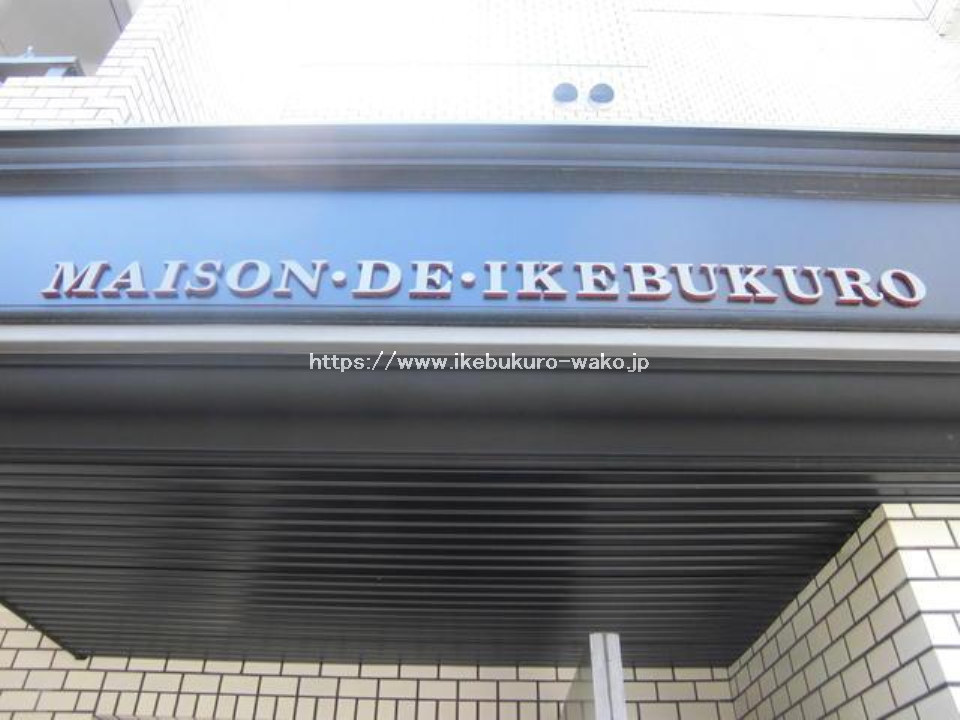 MAISON·DE·IKEBUKURO
https://www.ikebukuro-wako.jp